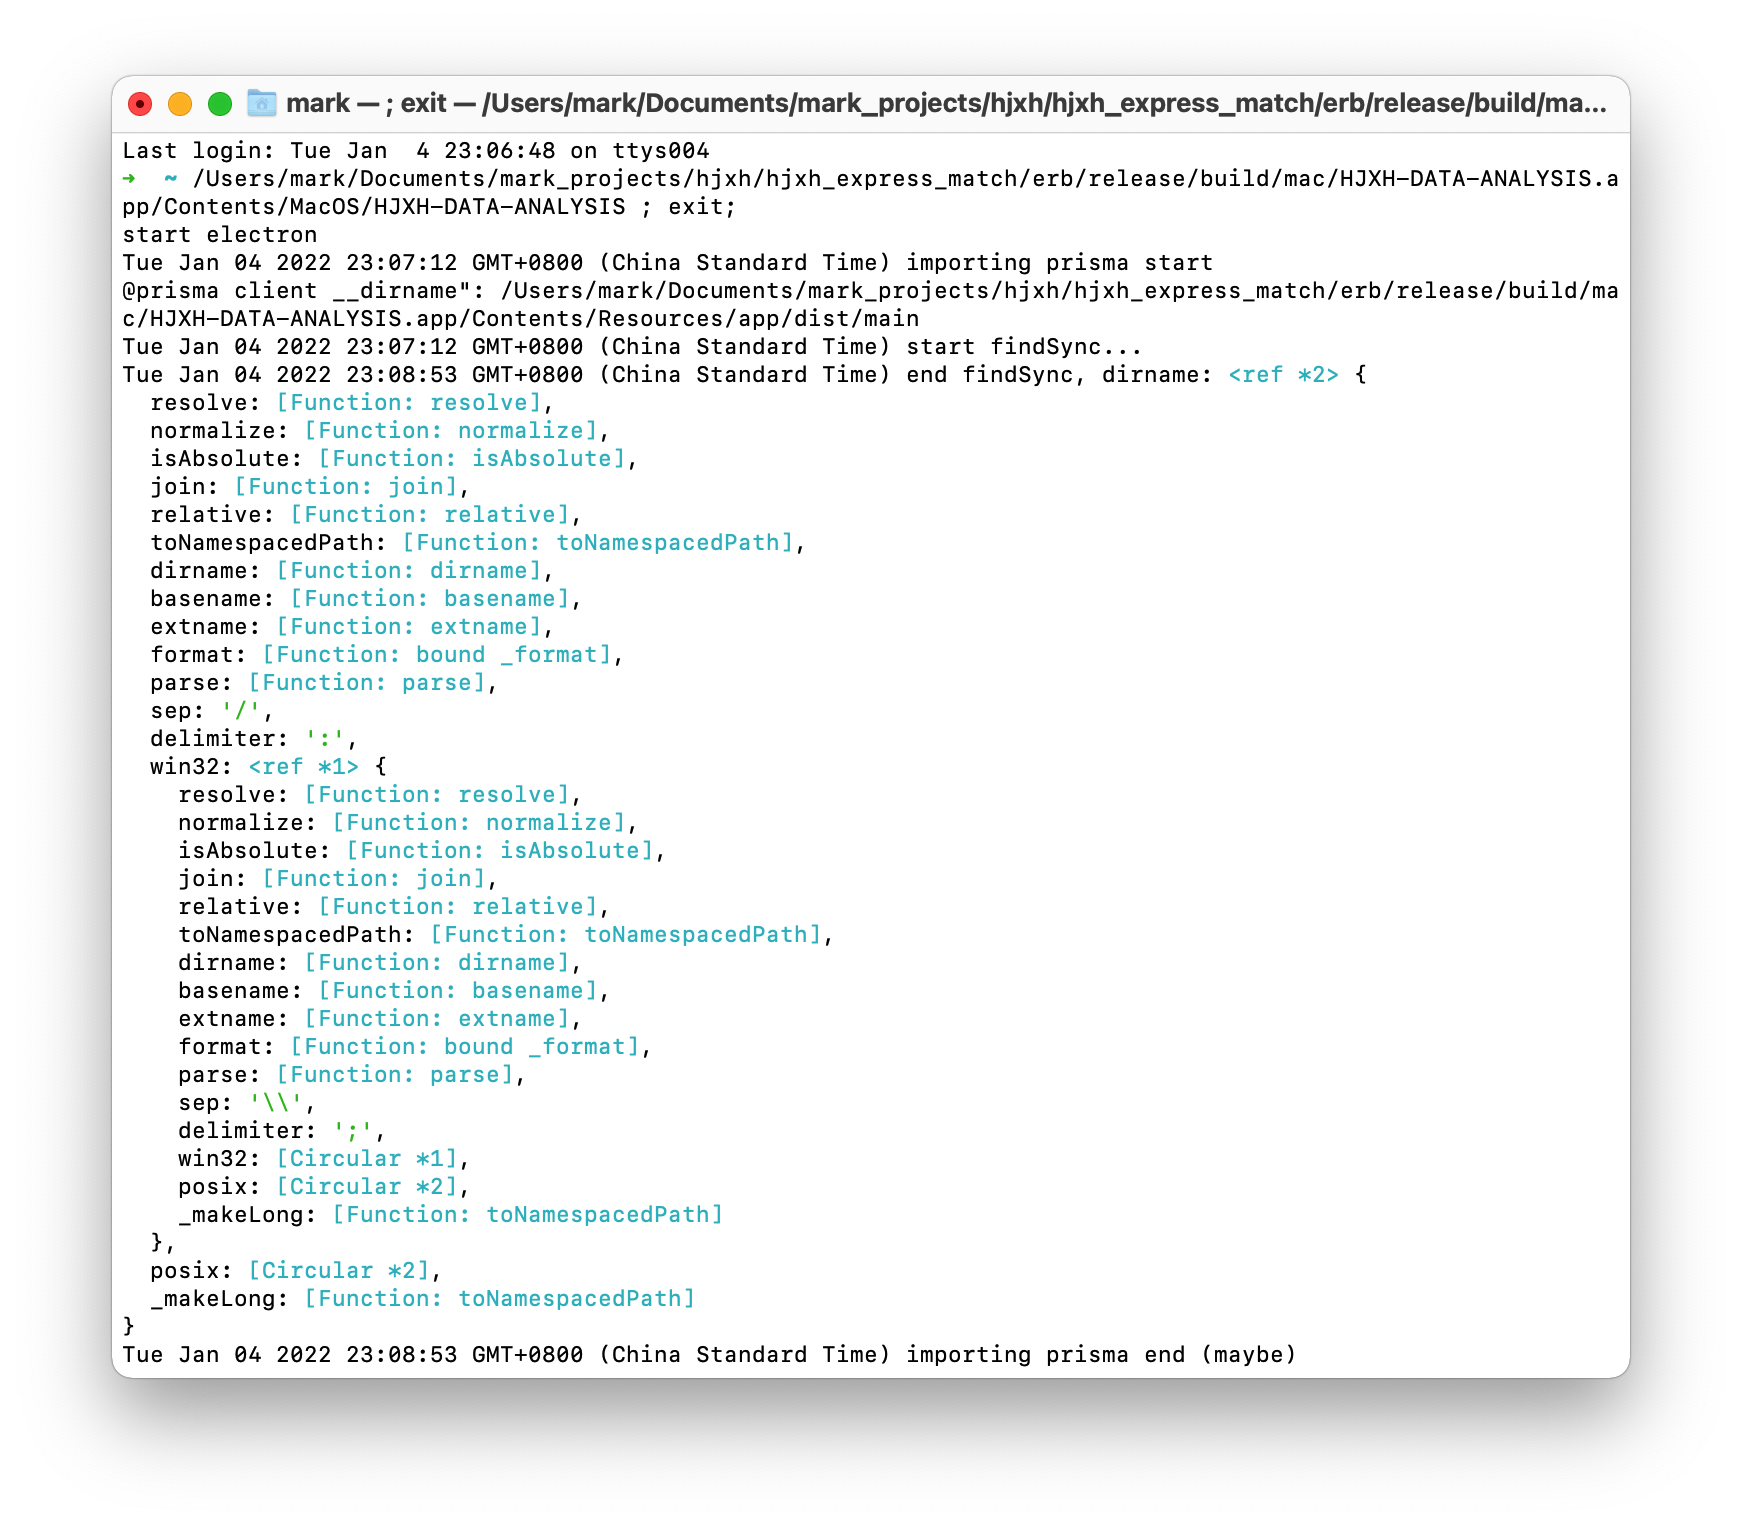 mark — ; exit — /Users/mark/Documents/mark_projects/hjxh/hjxh_express_match/erb/release/build/ma...
Last login: Tue Jan  4 23:06:48 on ttys004
➜  ~ /Users/mark/Documents/mark_projects/hjxh/hjxh_express_match/erb/release/build/mac/HJXH-DATA-ANALYSIS.a
pp/Contents/MacOS/HJXH-DATA-ANALYSIS ; exit;
start electron
Tue Jan 04 2022 23:07:12 GMT+0800 (China Standard Time) importing prisma start
@prisma client __dirname": /Users/mark/Documents/mark_projects/hjxh/hjxh_express_match/erb/release/build/ma
c/HJXH-DATA-ANALYSIS.app/Contents/Resources/app/dist/main
Tue Jan 04 2022 23:07:12 GMT+0800 (China Standard Time) start findSync...
Tue Jan 04 2022 23:08:53 GMT+0800 (China Standard Time) end findSync, dirname: <ref *2> {
  resolve: [Function: resolve],
  normalize: [Function: normalize],
  isAbsolute: [Function: isAbsolute],
  join: [Function: join],
  relative: [Function: relative],
  toNamespacedPath: [Function: toNamespacedPath],
  dirname: [Function: dirname],
  basename: [Function: basename],
  extname: [Function: extname],
  format: [Function: bound _format],
  parse: [Function: parse],
  sep: '/',
  delimiter: ':',
  win32: <ref *1> {
    resolve: [Function: resolve],
    normalize: [Function: normalize],
    isAbsolute: [Function: isAbsolute],
    join: [Function: join],
    relative: [Function: relative],
    toNamespacedPath: [Function: toNamespacedPath],
    dirname: [Function: dirname],
    basename: [Function: basename],
    extname: [Function: extname],
    format: [Function: bound _format],
    parse: [Function: parse],
    sep: '\\',
    delimiter: ';',
    win32: [Circular *1],
    posix: [Circular *2],
    _makeLong: [Function: toNamespacedPath]
  },
  posix: [Circular *2],
  _makeLong: [Function: toNamespacedPath]
}
Tue Jan 04 2022 23:08:53 GMT+0800 (China Standard Time) importing prisma end (maybe)